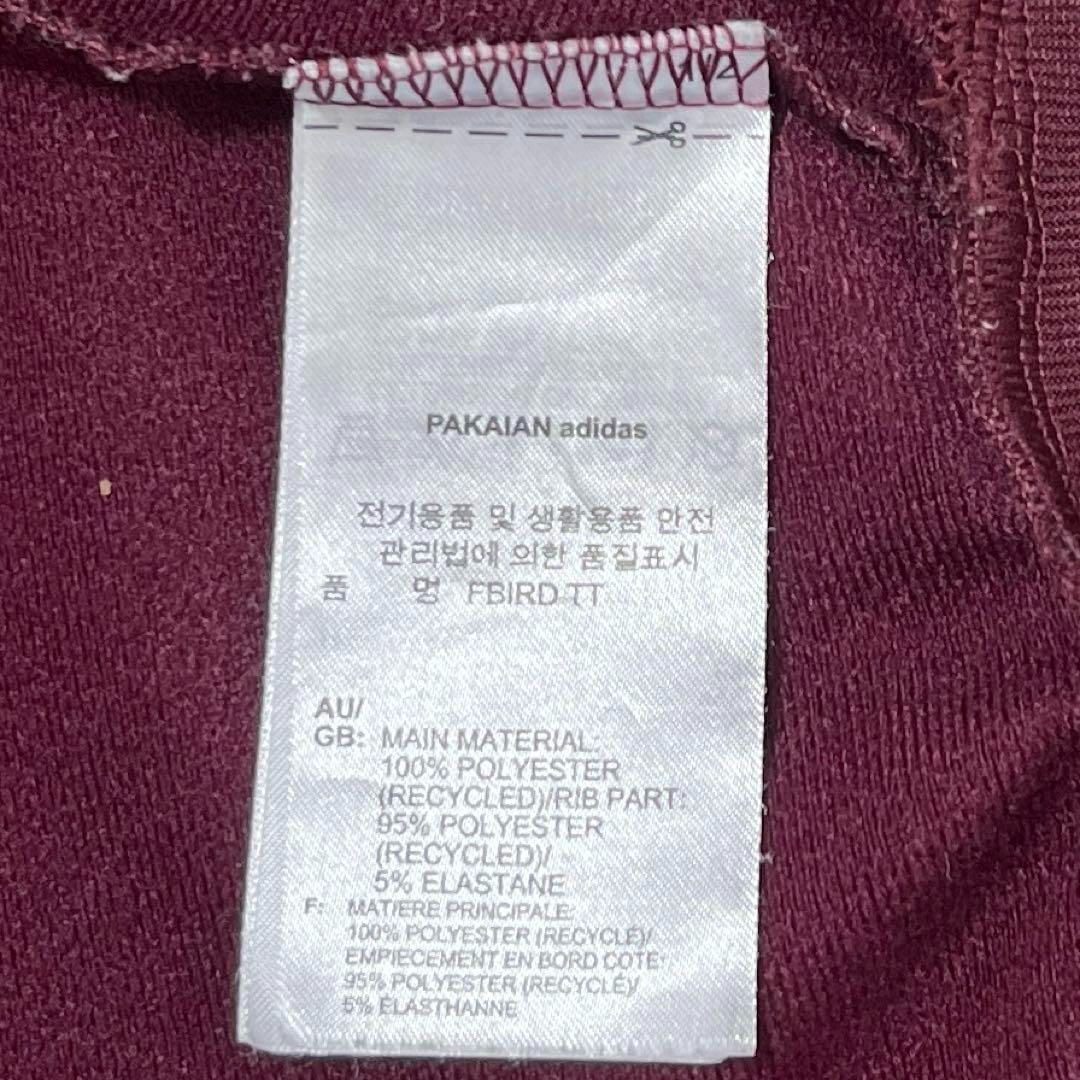 1/2
PAKAIAN adidas
전기용품 및 생활용품 안전
관리법에 의한 품질표시
품 명 FBIRD TT
AU/
GB: MAIN MATERIAL:
100% POLYESTER
(RECYCLED)/RIB PART:
95% POLYESTER
(RECYCLED)/
5% ELASTANE
F: MATIERE PRINCIPALE:
100% POLYESTER (RECYCLÉ)/
EMPIECEMENT EN BORD COTE:
95% POLYESTER (RECYCLÉ)/
5% ELASTHANNE